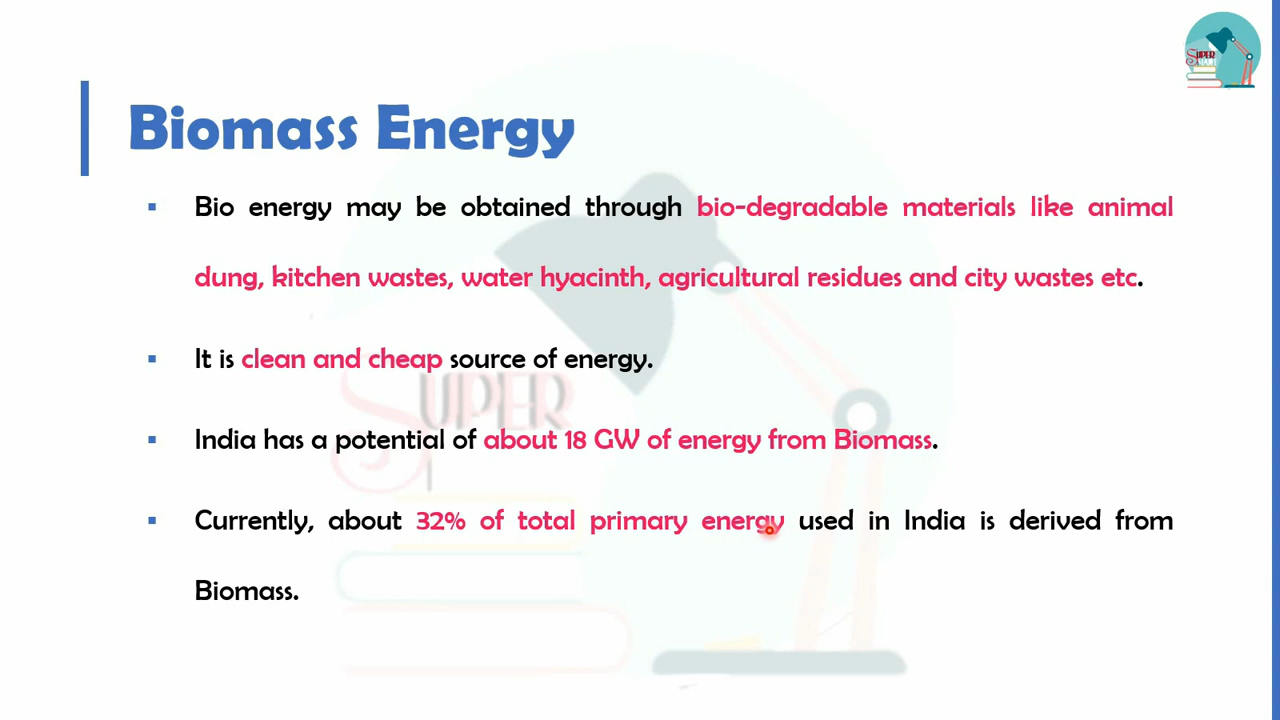 Biomass Energy
▪ Bio energy may be obtained through bio-degradable materials like animal
dung, kitchen wastes, water hyacinth, agricultural residues and city wastes etc.
▪ It is clean and cheap source of energy.
▪ India has a potential of about 18 GW of energy from Biomass.
▪ Currently, about 32% of total primary energy used in India is derived from
Biomass.
SUPER